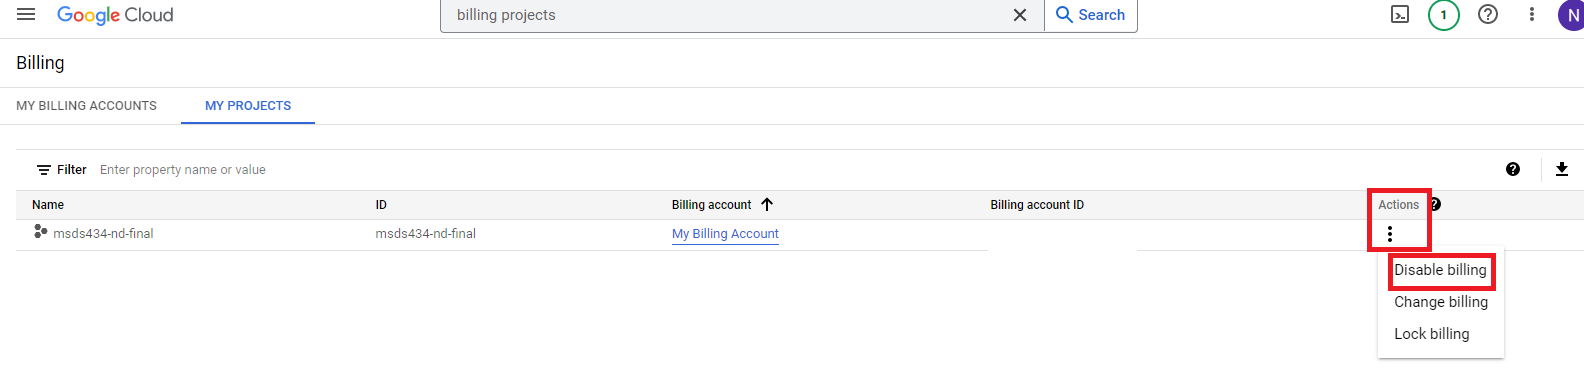 Google Cloud
billing projects
Search
1
N
Billing
MY BILLING ACCOUNTS
MY PROJECTS
Filter Enter property name or value
Name ID Billing account Billing account ID Actions
msds434-nd-final msds434-nd-final My Billing Account
Disable billing
Change billing
Lock billing